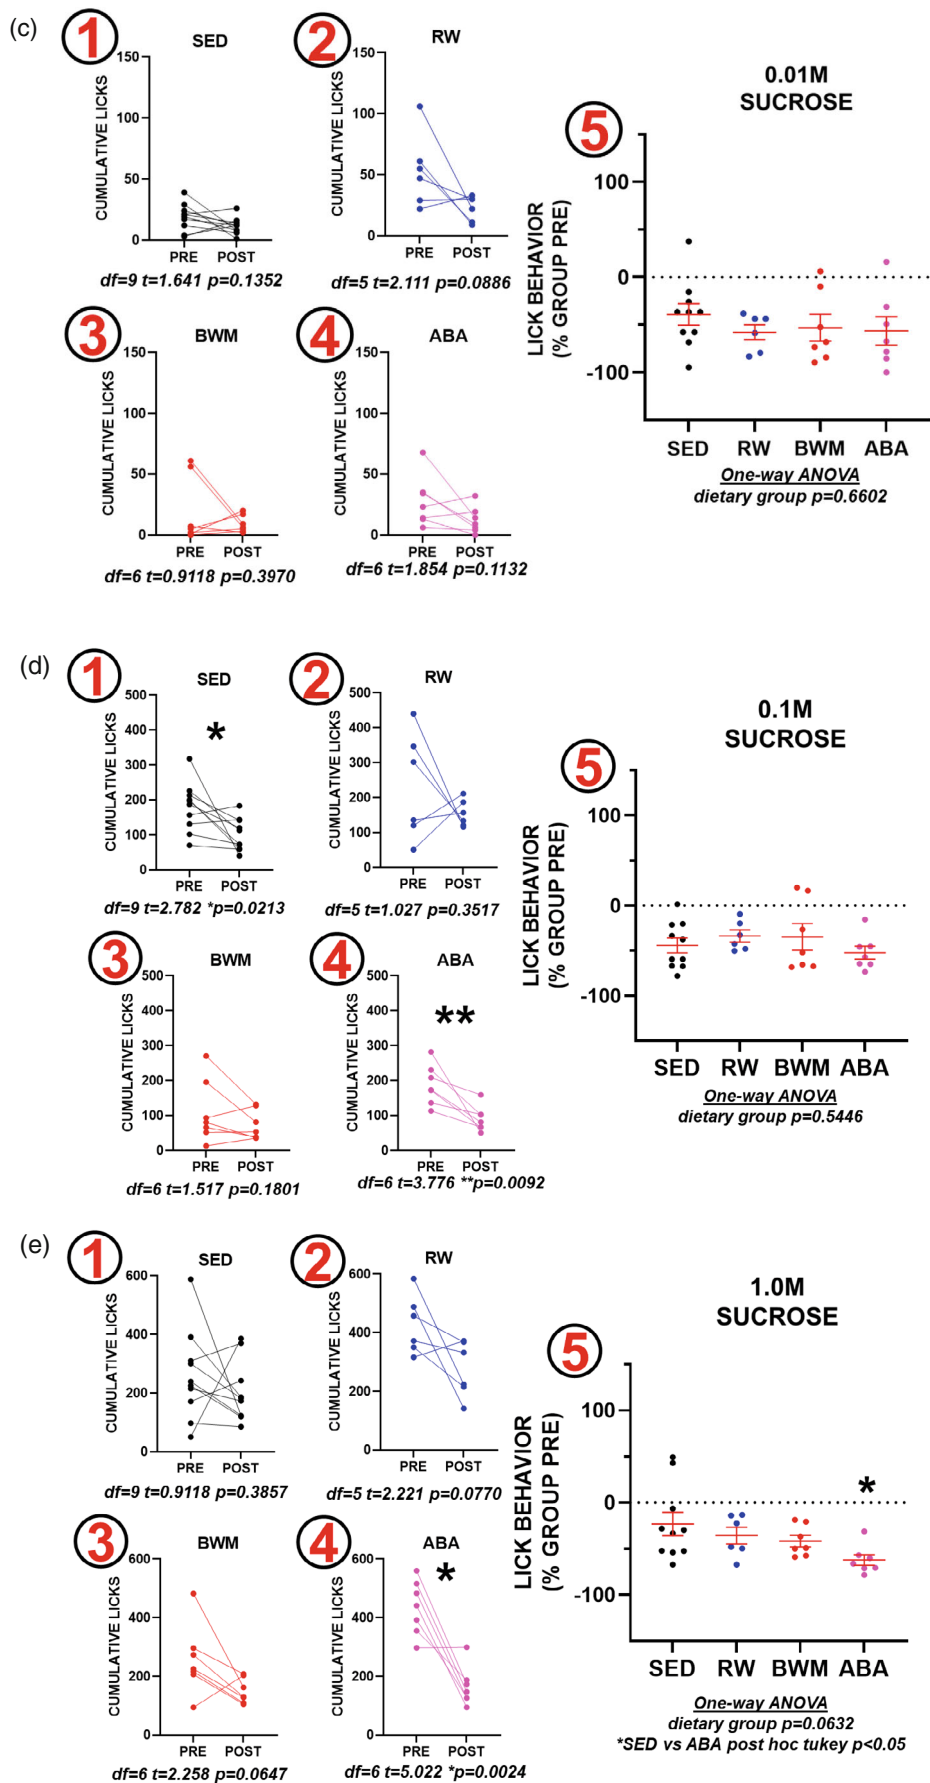 (c)
1
SED
CUMULATIVE LICKS
150
100
50
0
PRE POST
df=9 t=1.641 p=0.1352
2
RW
CUMULATIVE LICKS
150
100
50
0
PRE POST
df=5 t=2.111 p=0.0886
3
BWM
CUMULATIVE LICKS
150
100
50
0
PRE POST
df=6 t=0.9118 p=0.3970
4
ABA
CUMULATIVE LICKS
150
100
50
0
PRE POST
df=6 t=1.854 p=0.1132
5
0.01M
SUCROSE
LICK BEHAVIOR
(% GROUP PRE)
100
0
-100
SED RW BWM ABA
One-way ANOVA
dietary group p=0.6602
(d)
1
SED
CUMULATIVE LICKS
500
400
300
200
100
0
*
PRE POST
df=9 t=2.782 *p=0.0213
2
RW
CUMULATIVE LICKS
500
400
300
200
100
0
PRE POST
df=5 t=1.027 p=0.3517
3
BWM
CUMULATIVE LICKS
500
400
300
200
100
0
PRE POST
df=6 t=1.517 p=0.1801
4
ABA
CUMULATIVE LICKS
500
400
300
200
100
0
**
PRE POST
df=6 t=3.776 **p=0.0092
5
0.1M
SUCROSE
LICK BEHAVIOR
(% GROUP PRE)
100
0
-100
SED RW BWM ABA
One-way ANOVA
dietary group p=0.5446
(e)
1
SED
CUMULATIVE LICKS
600
400
200
0
PRE POST
df=9 t=0.9118 p=0.3857
2
RW
CUMULATIVE LICKS
600
400
200
0
PRE POST
df=5 t=2.221 p=0.0770
3
BWM
CUMULATIVE LICKS
600
400
200
0
PRE POST
df=6 t=2.258 p=0.0647
4
ABA
CUMULATIVE LICKS
600
400
200
0
*
PRE POST
df=6 t=5.022 *p=0.0024
5
1.0M
SUCROSE
LICK BEHAVIOR
(% GROUP PRE)
100
0
-100
*
SED RW BWM ABA
One-way ANOVA
dietary group p=0.0632
*SED vs ABA post hoc tukey p<0.05